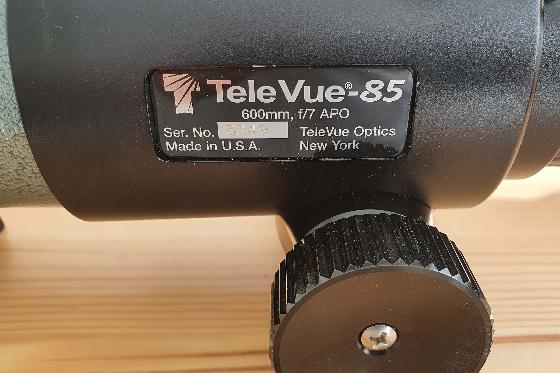 TeleVue®-85
600mm, f/7 APO
Ser. No. TeleVue Optics
Made in U.S.A. New York